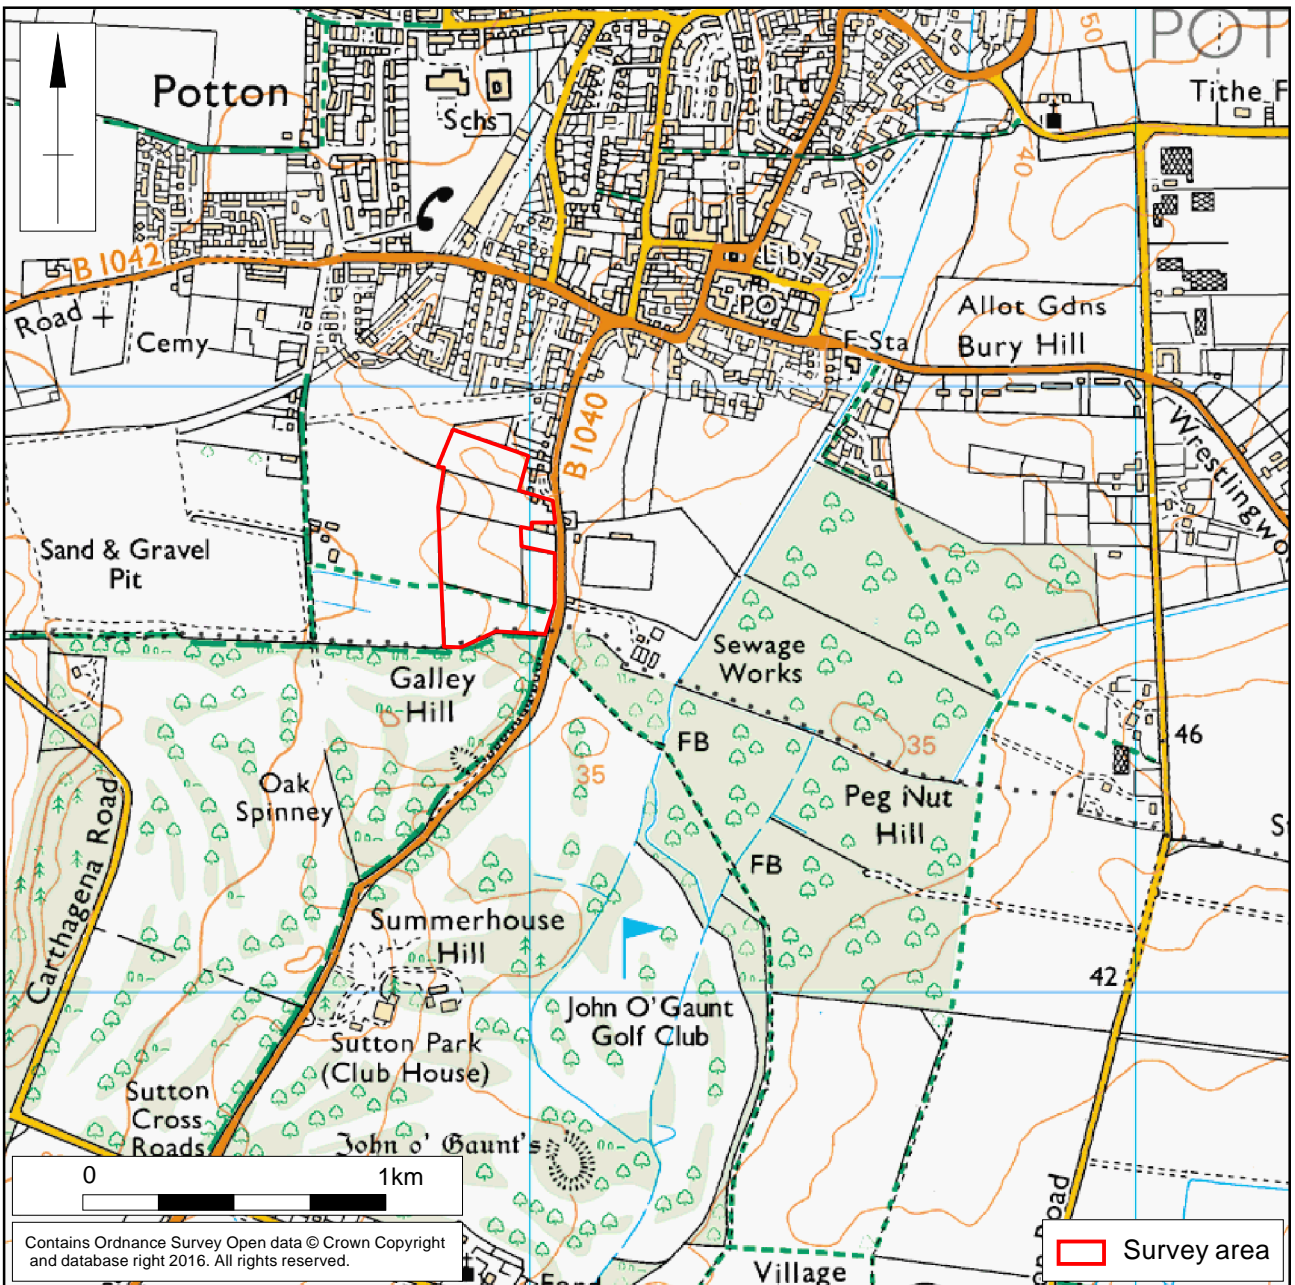 POT
50
Potton
Schs
Tithe F
40
B 1042
Liby
PO
Road
Cemy
F Sta
Allot Gdns
Bury Hill
B 1040
Wrestlingwo
Sand & Gravel
Pit
Sewage
Works
Galley
Hill
FB
35
46
35
Oak
Spinney
Peg Nut
Hill
Carthagena Road
FB
St
Summerhouse
Hill
42
John O'Gaunt
Golf Club
Sutton Park
(Club House)
Sutton
Cross
Roads
John o' Gaunt's
0 1km
Contains Ordnance Survey Open data © Crown Copyright
and database right 2016. All rights reserved.
Road
Survey area
Village